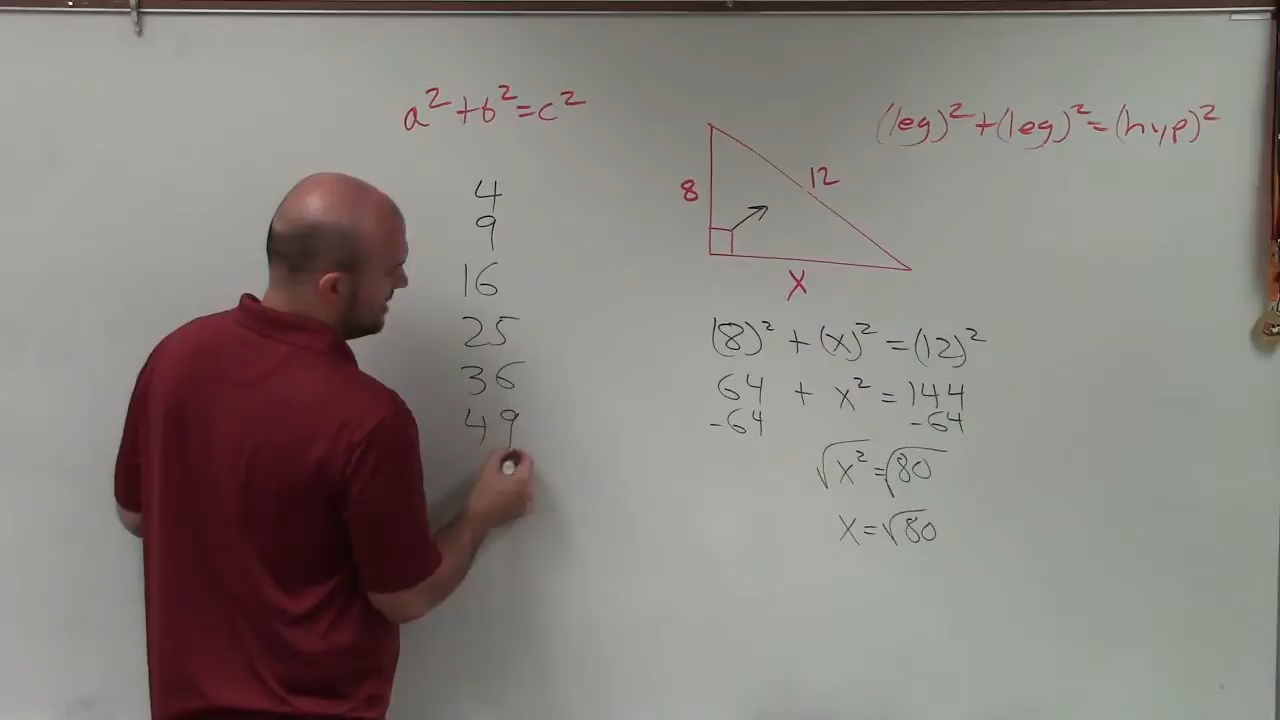 a²+b²=c²
(leg)²+(leg)²=(hyp)²
4
9
16
25
36
49
8
12
X
(8)² + (x)² = (12)²
64 + x² = 144
-64 -64
√x² = √80
x = √80